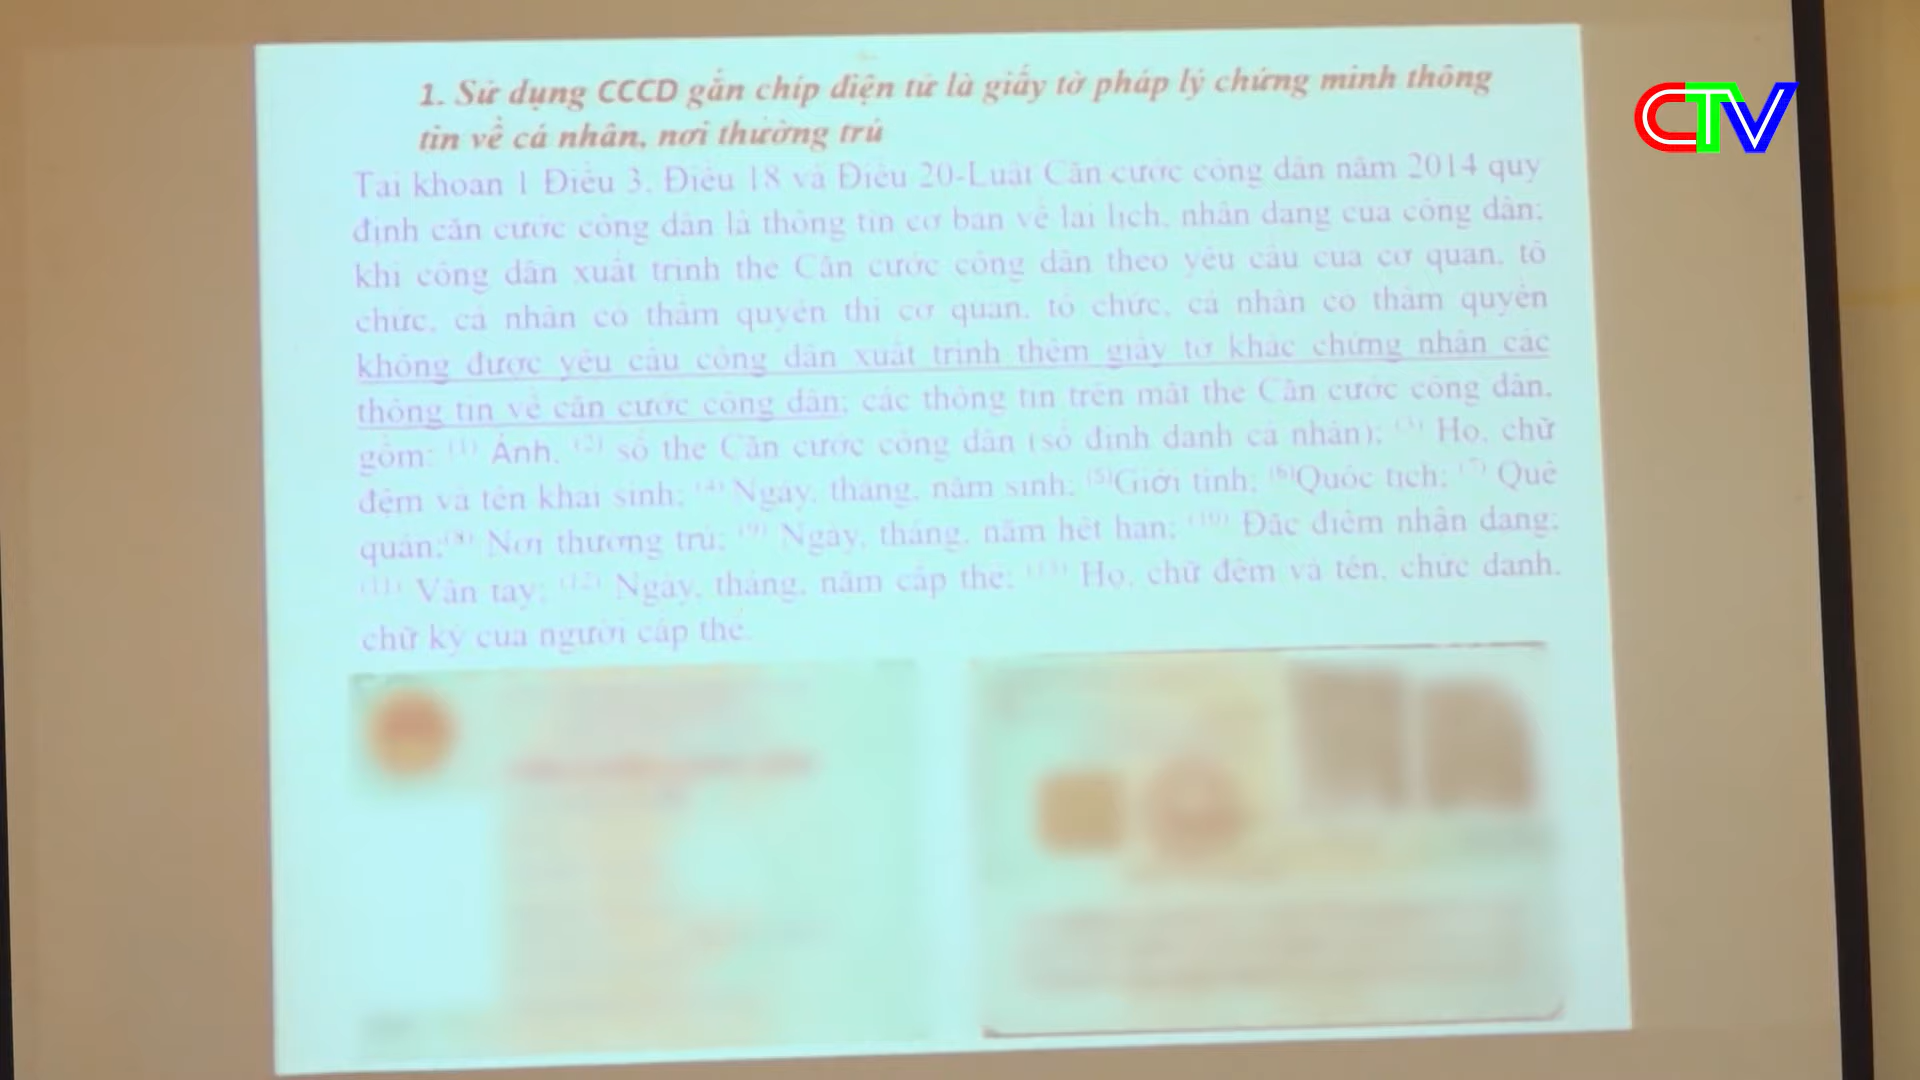 1. Sử dụng CCCD gắn chíp điện tử là giấy tờ pháp lý chứng minh thông
tin về cá nhân, nơi thường trú
CTV
Tại khoản 1 Điều 3, Điều 18 và Điều 20-Luật Căn cước công dân năm 2014 quy
định căn cước công dân là thông tin cơ bản về lai lịch, nhân dạng của công dân;
khi công dân xuất trình thẻ Căn cước công dân theo yêu cầu của cơ quan, tổ
chức, cá nhân có thẩm quyền thì cơ quan, tổ chức, cá nhân có thẩm quyền
không được yêu cầu công dân xuất trình thêm giấy tờ khác chứng nhận các
thông tin về căn cước công dân; các thông tin trên mặt thẻ Căn cước công dân,
gồm: (1) Ảnh, (2) số thẻ Căn cước công dân (số định danh cá nhân); (3) Họ, chữ
đệm và tên khai sinh; (4) Ngày, tháng, năm sinh; (5)Giới tính; (6)Quốc tịch; (7) Quê
quán;(8) Nơi thường trú; (9) Ngày, tháng, năm hết hạn; (10) Đặc điểm nhận dạng;
(11) Vân tay; (12) Ngày, tháng, năm cấp thẻ; (13) Họ, chữ đệm và tên, chức danh,
chữ ký của người cấp thẻ.